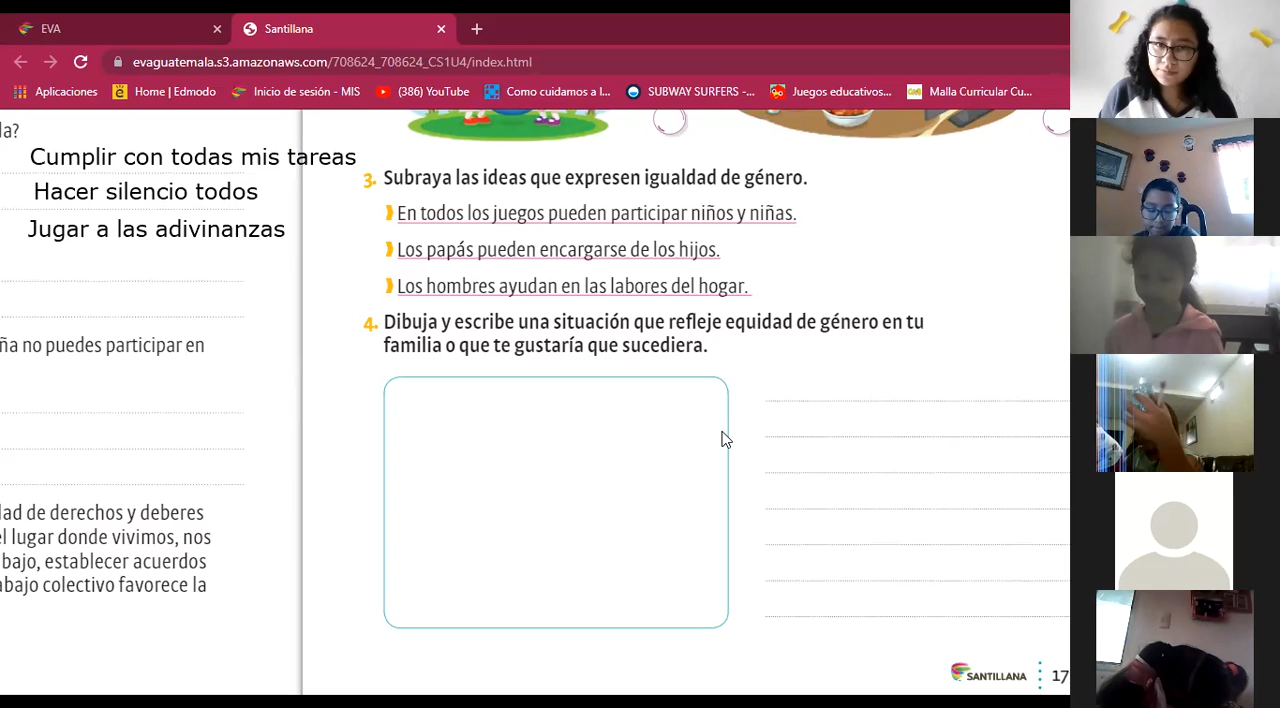 EVA
Santillana
evaguatemala.s3.amazonaws.com/708624_708624_CS1U4/index.html
Aplicaciones
Home | Edmodo
Inicio de sesión - MIS
(386) YouTube
Como cuidamos a l...
SUBWAY SURFERS -...
Juegos educativos...
Malla Curricular Cu...
la?
Cumplir con todas mis tareas
Hacer silencio todos
Jugar a las adivinanzas
ña no puedes participar en
dad de derechos y deberes
el lugar donde vivimos, nos
bajo, establecer acuerdos
abajo colectivo favorece la
3. Subraya las ideas que expresen igualdad de género.
En todos los juegos pueden participar niños y niñas.
Los papás pueden encargarse de los hijos.
Los hombres ayudan en las labores del hogar.
4. Dibuja y escribe una situación que refleje equidad de género en tu
familia o que te gustaría que sucediera.
SANTILLANA
17